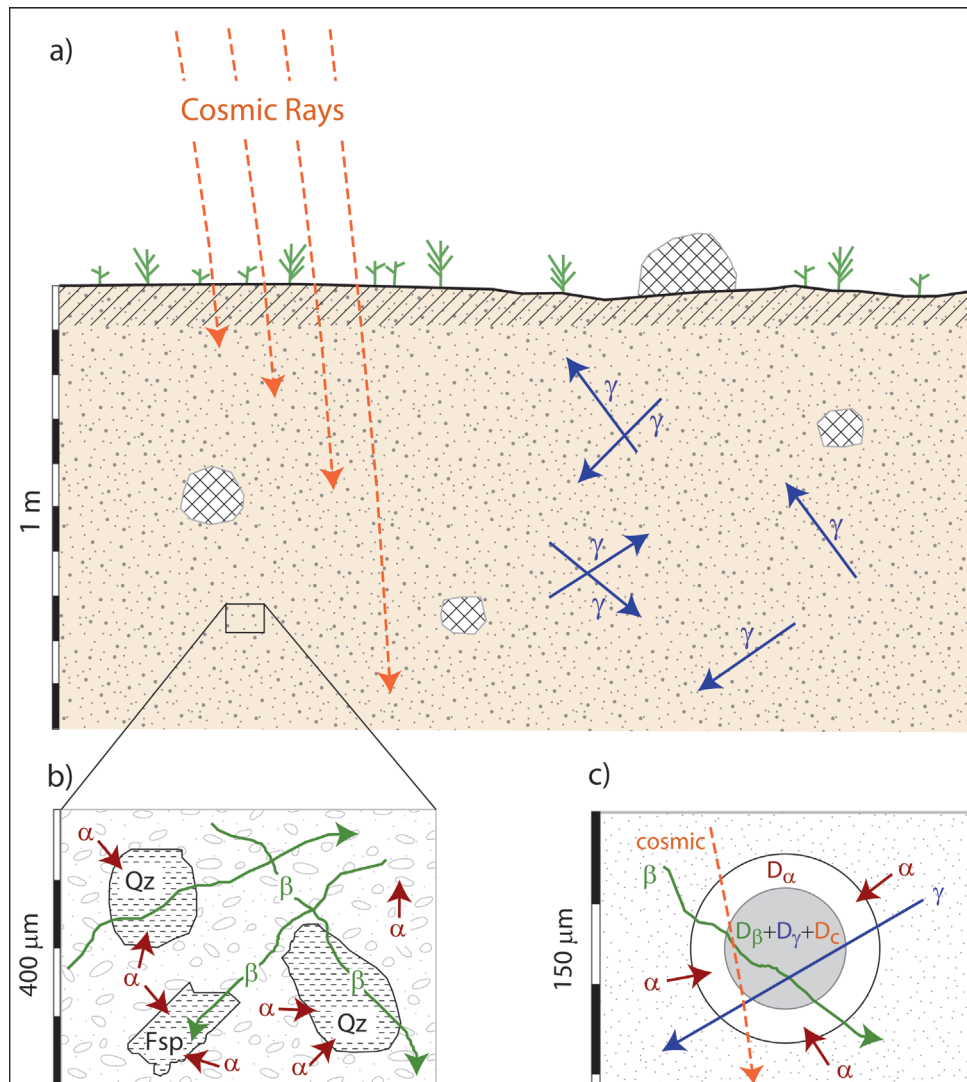 a)
Cosmic Rays
1 m
γ
γ
γ
γ
γ
γ
b)
400 μm
α
Qz
β
α
α
β
α
Fsp
α
α
β
Qz
α
c)
150 μm
cosmic
β
Dα
α
γ
Dβ+Dγ+Dc
α
α